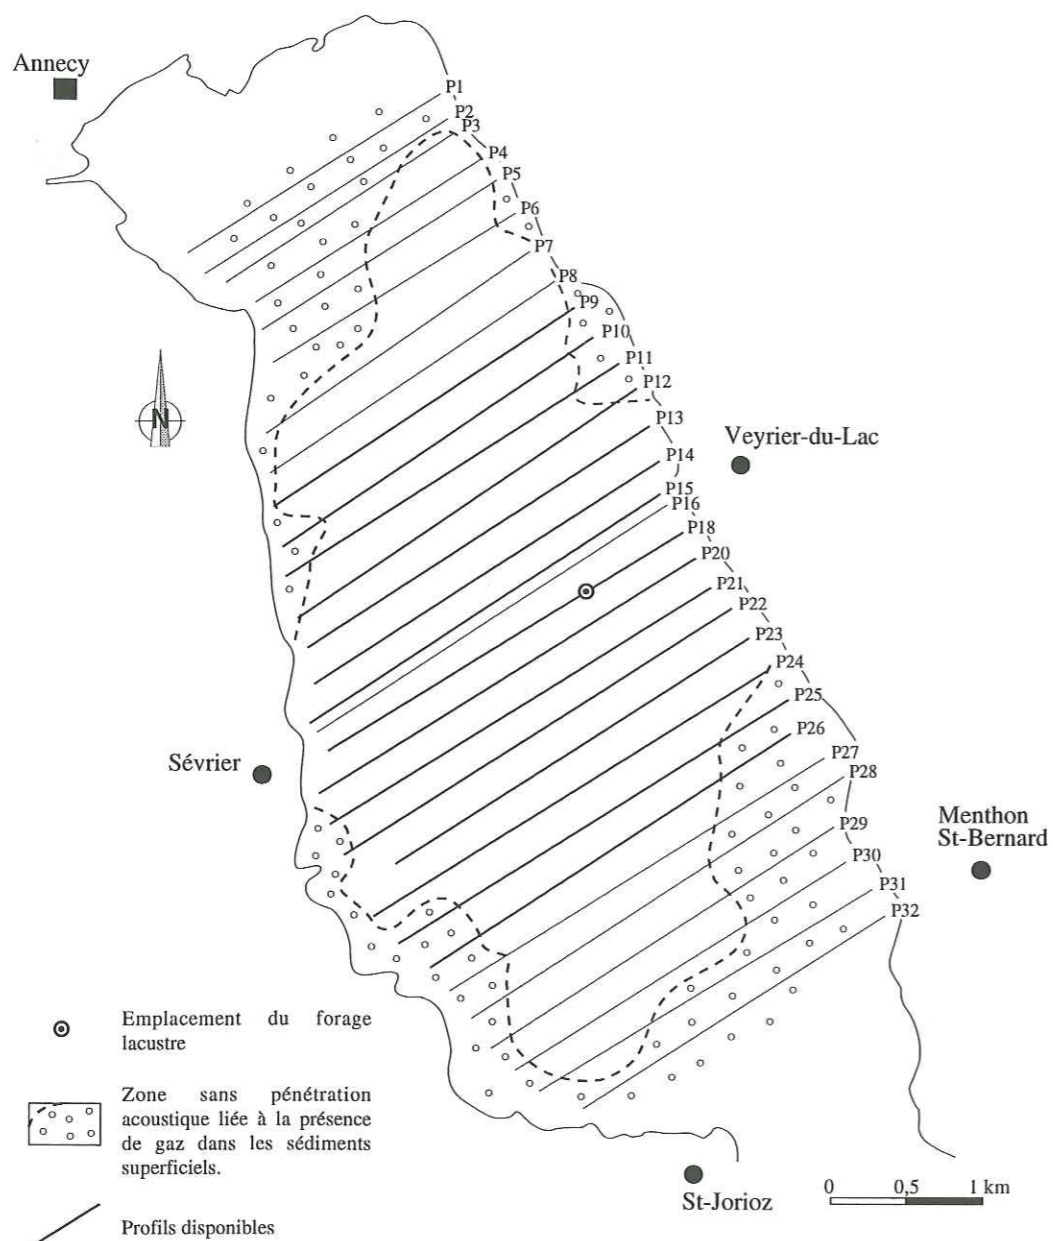 Annecy
P1
P2
P3
P4
P5
P6
P7
P8
P9
P10
P11
P12
P13
P14
P15
P16
P18
P20
P21
P22
P23
P24
P25
P26
P27
P28
P29
P30
P31
P32
N
Veyrier-du-Lac
Sévrier
Menthon
St-Bernard
St-Jorioz
Emplacement du forage
lacustre
Zone sans pénétration
acoustique liée à la présence
de gaz dans les sédiments
superficiels.
Profils disponibles
0 0,5 1 km